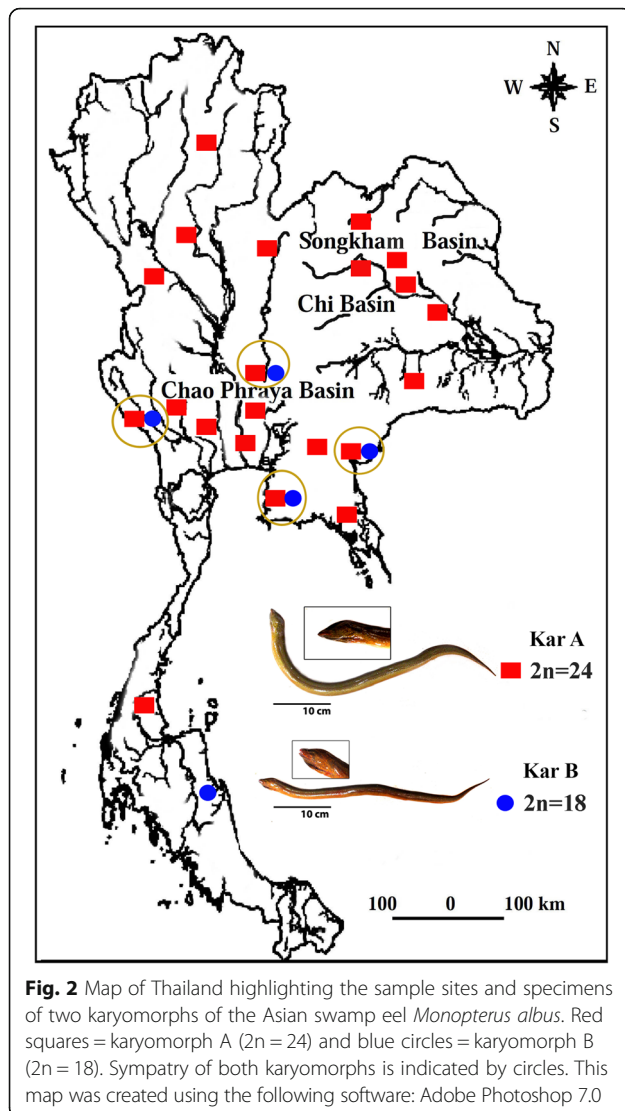 N
W E
S
Songkham Basin
Chi Basin
Chao Phraya Basin
Kar A
2n=24
10 cm
Kar B
2n=18
10 cm
100 0 100 km
Fig. 2 Map of Thailand highlighting the sample sites and specimens
of two karyomorphs of the Asian swamp eel Monopterus albus. Red
squares = karyomorph A (2n = 24) and blue circles = karyomorph B
(2n = 18). Sympatry of both karyomorphs is indicated by circles. This
map was created using the following software: Adobe Photoshop 7.0